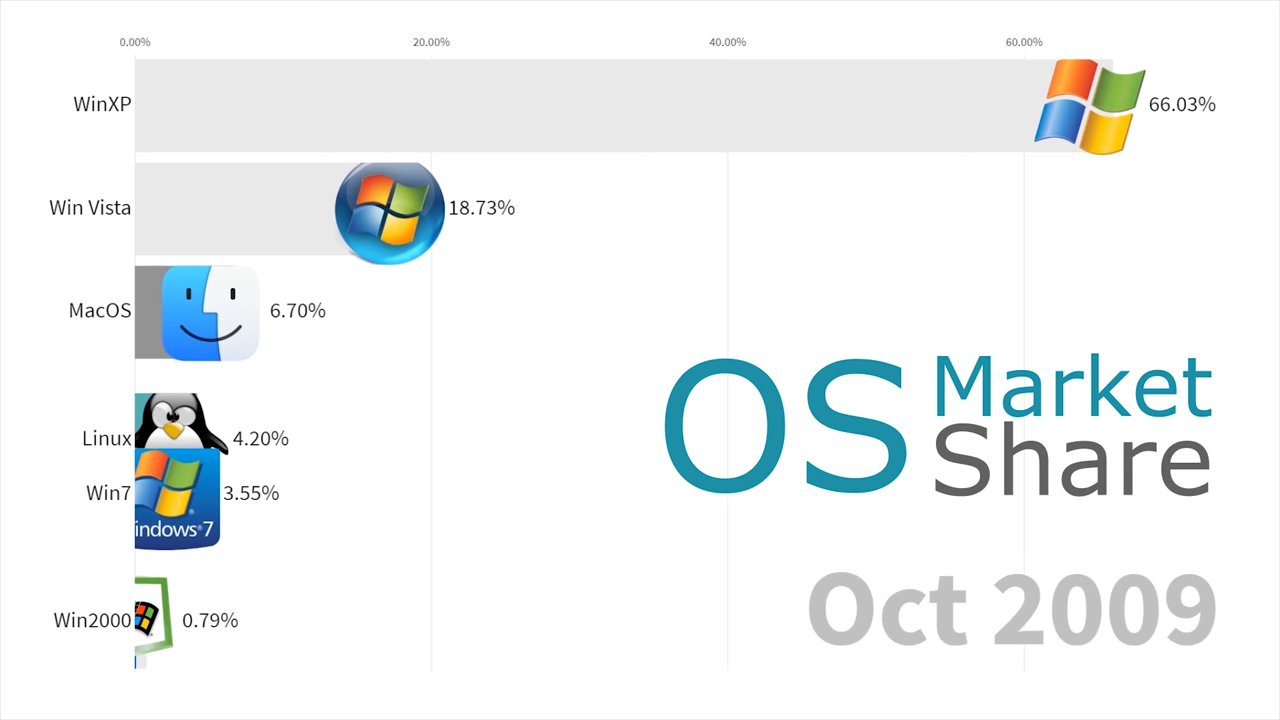 0.00% 20.00% 40.00% 60.00%
WinXP 66.03%
Win Vista 18.73%
MacOS 6.70%
Linux 4.20%
Win7 3.55%
indows 7
Win2000 0.79%
OS Market
Share
Oct 2009